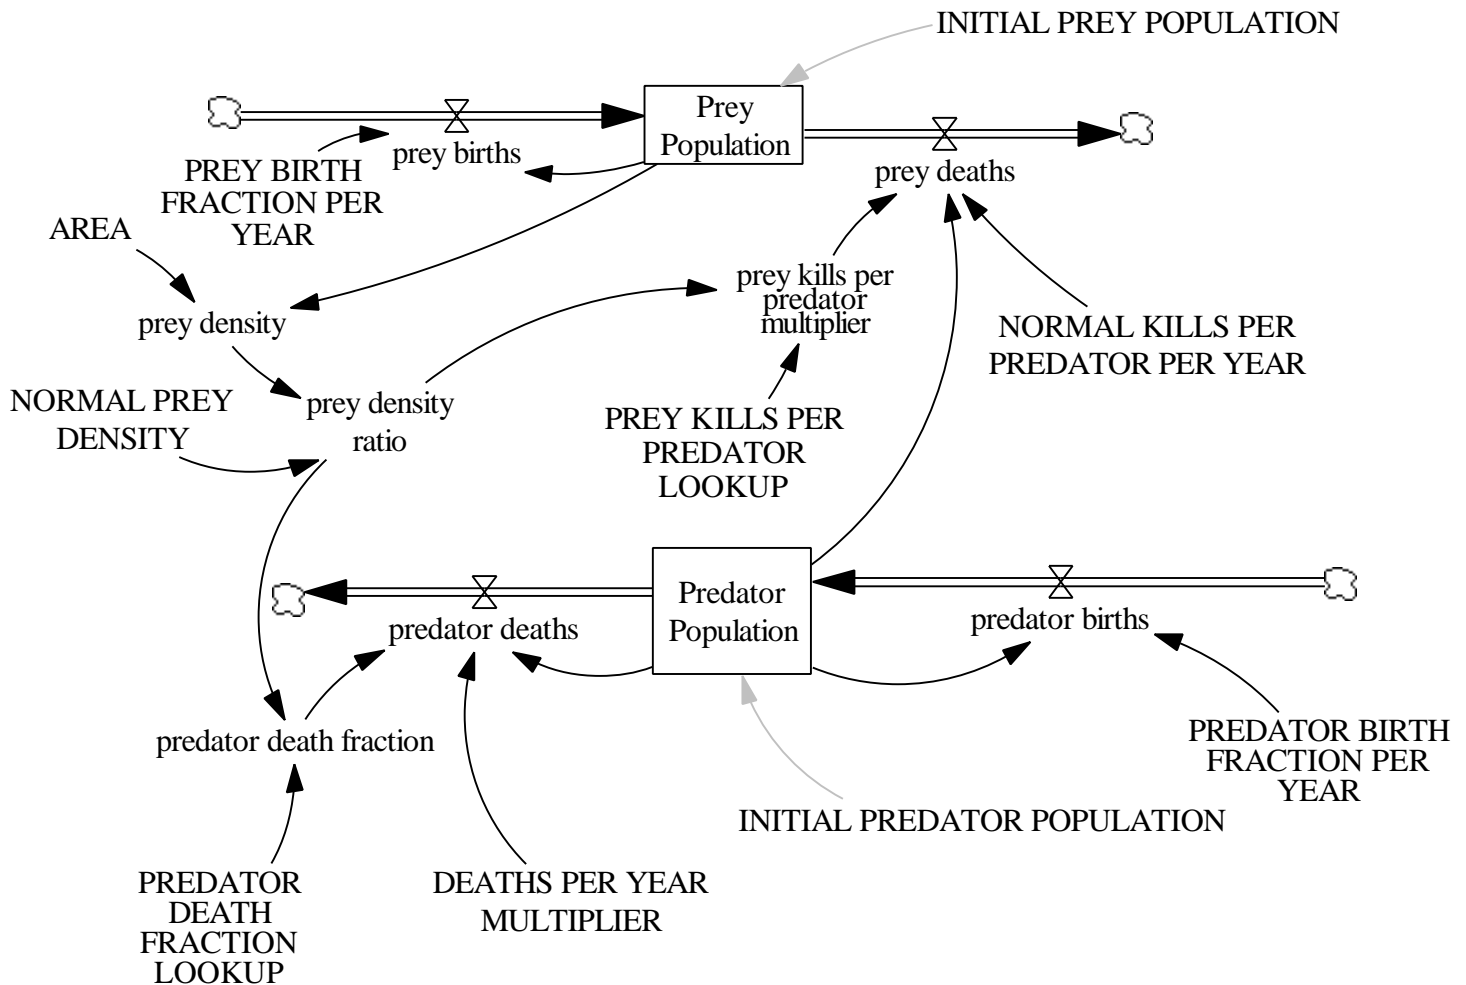 INITIAL PREY POPULATION
Prey
Population
prey births
PREY BIRTH
FRACTION PER
YEAR
prey deaths
AREA
prey density
prey kills per
predator
multiplier
NORMAL KILLS PER
PREDATOR PER YEAR
NORMAL PREY
DENSITY
prey density
ratio
PREY KILLS PER
PREDATOR
LOOKUP
Predator
Population
predator deaths
predator births
predator death fraction
PREDATOR BIRTH
FRACTION PER
YEAR
INITIAL PREDATOR POPULATION
PREDATOR
DEATH
FRACTION
LOOKUP
DEATHS PER YEAR
MULTIPLIER